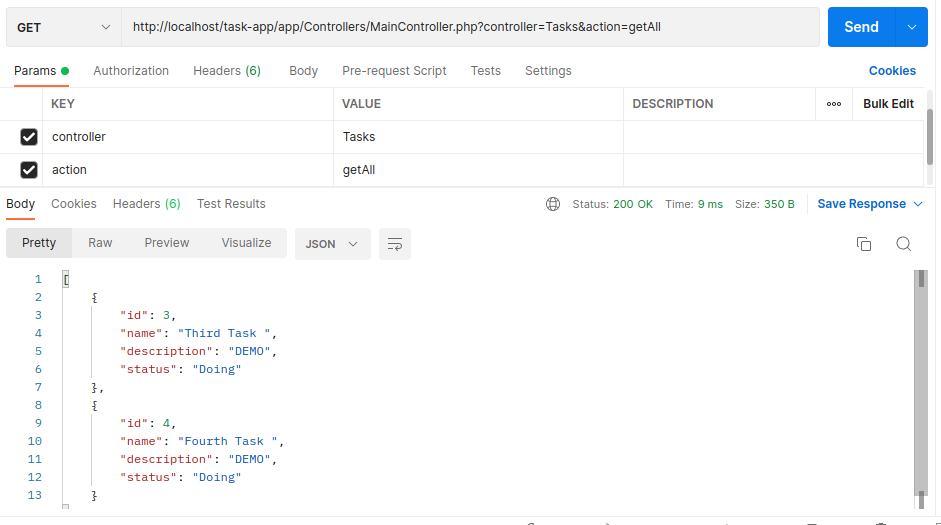 GET http://localhost/task-app/app/Controllers/MainController.php?controller=Tasks&action=getAll Send
Params Authorization Headers (6) Body Pre-request Script Tests Settings Cookies
KEY VALUE DESCRIPTION ooo Bulk Edit
controller Tasks
action getAll
Body Cookies Headers (6) Test Results Status: 200 OK Time: 9 ms Size: 350 B Save Response
Pretty Raw Preview Visualize JSON
1 [
2 {
3 "id": 3,
4 "name": "Third Task ",
5 "description": "DEMO",
6 "status": "Doing"
7 },
8 {
9 "id": 4,
10 "name": "Fourth Task ",
11 "description": "DEMO",
12 "status": "Doing"
13 }